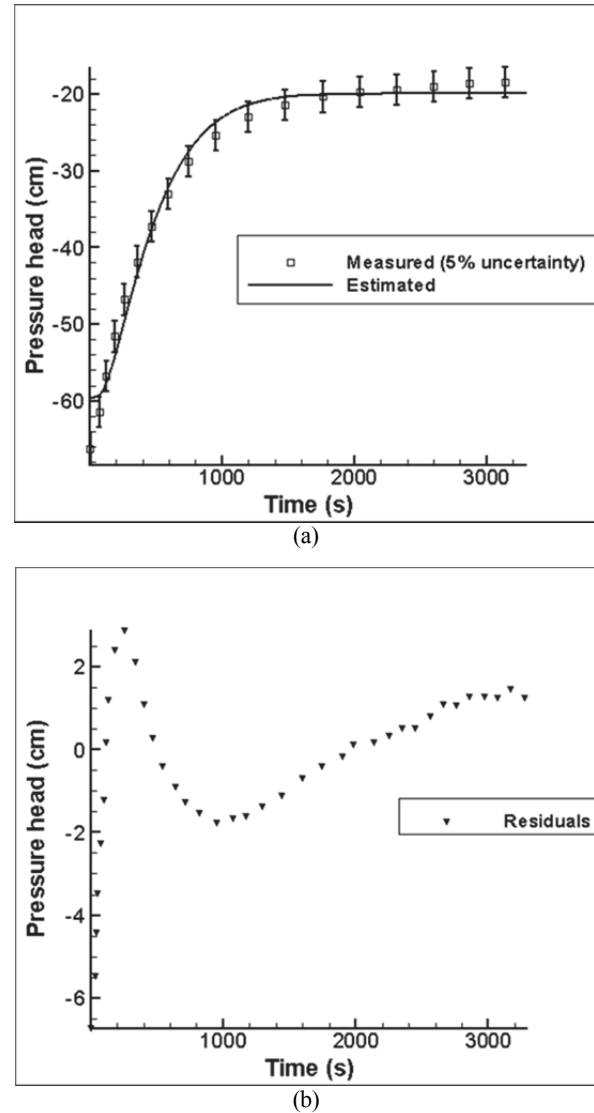 -20
-30
-40
-50
-60
Pressure head (cm)
Measured (5% uncertainty)
Estimated
1000
2000
3000
Time (s)
(a)
2
0
-2
-4
-6
Pressure head (cm)
Residuals
1000
2000
3000
Time (s)
(b)